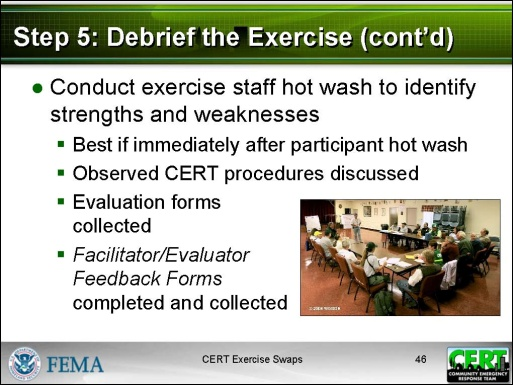 Step 5: Debrief the Exercise (cont’d)
● Conduct exercise staff hot wash to identify
strengths and weaknesses
▪ Best if immediately after participant hot wash
▪ Observed CERT procedures discussed
▪ Evaluation forms
collected
▪ Facilitator/Evaluator
Feedback Forms
completed and collected
FEMA
CERT Exercise Swaps
46
CERT
COMMUNITY EMERGENCY
RESPONSE TEAM